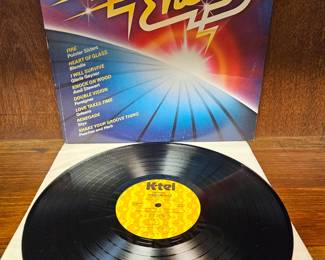 FIRE
Pointer Sisters
HEART OF GLASS
Blondie
I WILL SURVIVE
Gloria Gaynor
KNOCK ON WOOD
Amii Stewart
DOUBLE VISION
Foreigner
LOVE TAKES TIME
Orleans
RENEGADE
Styx
SHAKE YOUR GROOVE THING
Peaches and Herb
K-tel